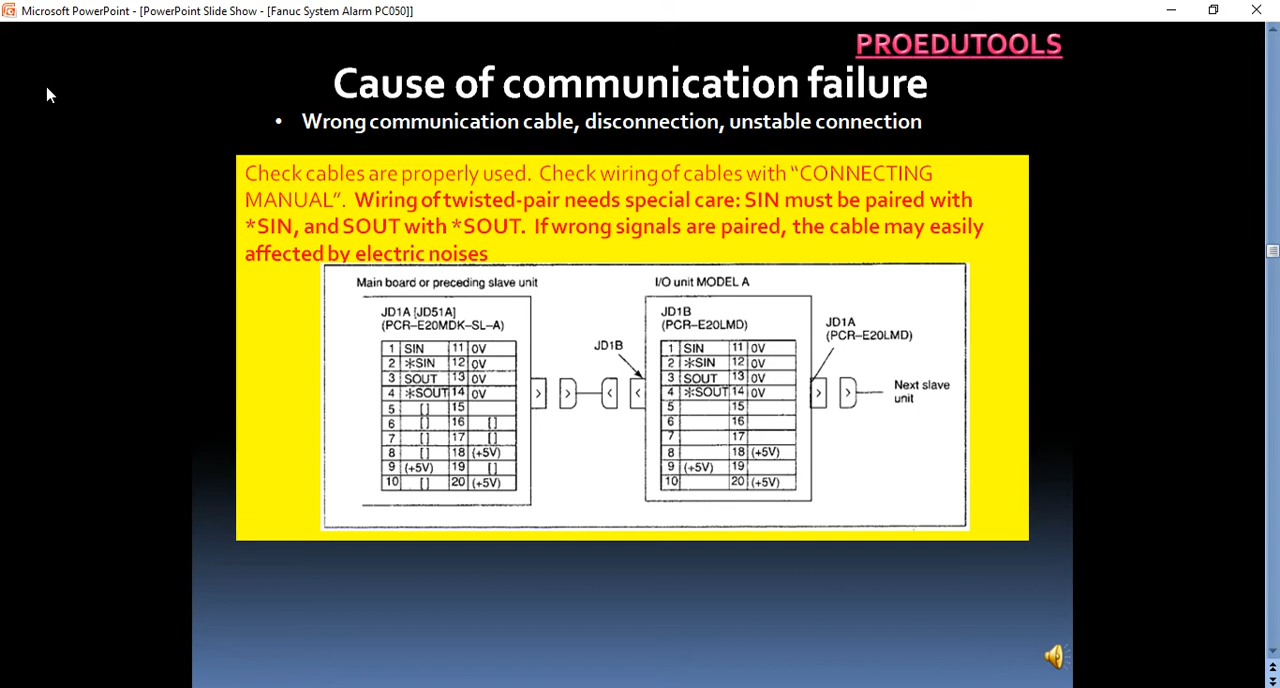 Microsoft PowerPoint - [PowerPoint Slide Show - [Fanuc System Alarm PC050]]
PROEDUTOOLS
Cause of communication failure
• Wrong communication cable, disconnection, unstable connection
Check cables are properly used. Check wiring of cables with “CONNECTING
MANUAL”. Wiring of twisted-pair needs special care: SIN must be paired with
*SIN, and SOUT with *SOUT. If wrong signals are paired, the cable may easily
affected by electric noises
Main board or preceding slave unit
JD1A [JD51A]
(PCR-E20MDK-SL-A)
1 SIN 11 0V
2 *SIN 12 0V
3 SOUT 13 0V
4 *SOUT 14 0V
5 [ ] 15
6 [ ] 16 [ ]
7 [ ] 17 [ ]
8 [ ] 18 (+5V)
9 (+5V) 19 [ ]
10 [ ] 20 (+5V)
JD1B
I/O unit MODEL A
JD1B
(PCR-E20LMD)
1 SIN 11 0V
2 *SIN 12 0V
3 SOUT 13 0V
4 *SOUT 14 0V
5 15
6 16
7 17
8 18 (+5V)
9 (+5V) 19
10 20 (+5V)
JD1A
(PCR-E20LMD)
Next slave
unit